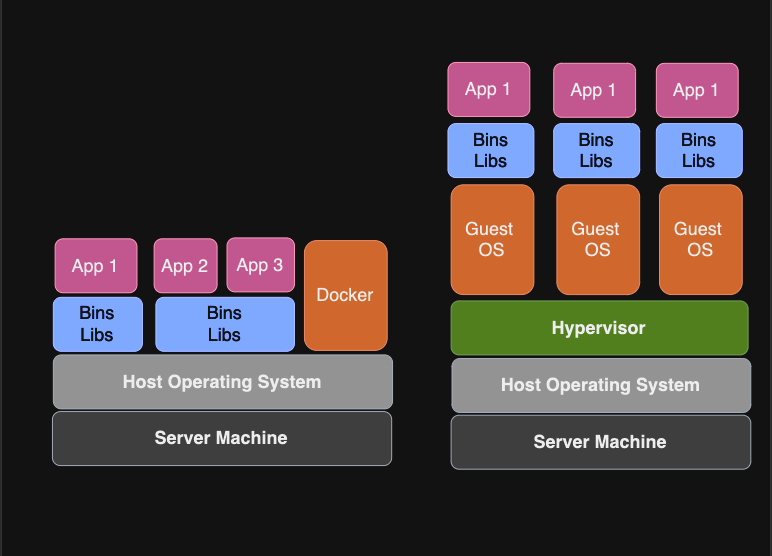 App 1
App 2
App 3
Docker
Bins
Libs
Bins
Libs
Host Operating System
Server Machine
App 1
App 1
App 1
Bins
Libs
Bins
Libs
Bins
Libs
Guest
OS
Guest
OS
Guest
OS
Hypervisor
Host Operating System
Server Machine